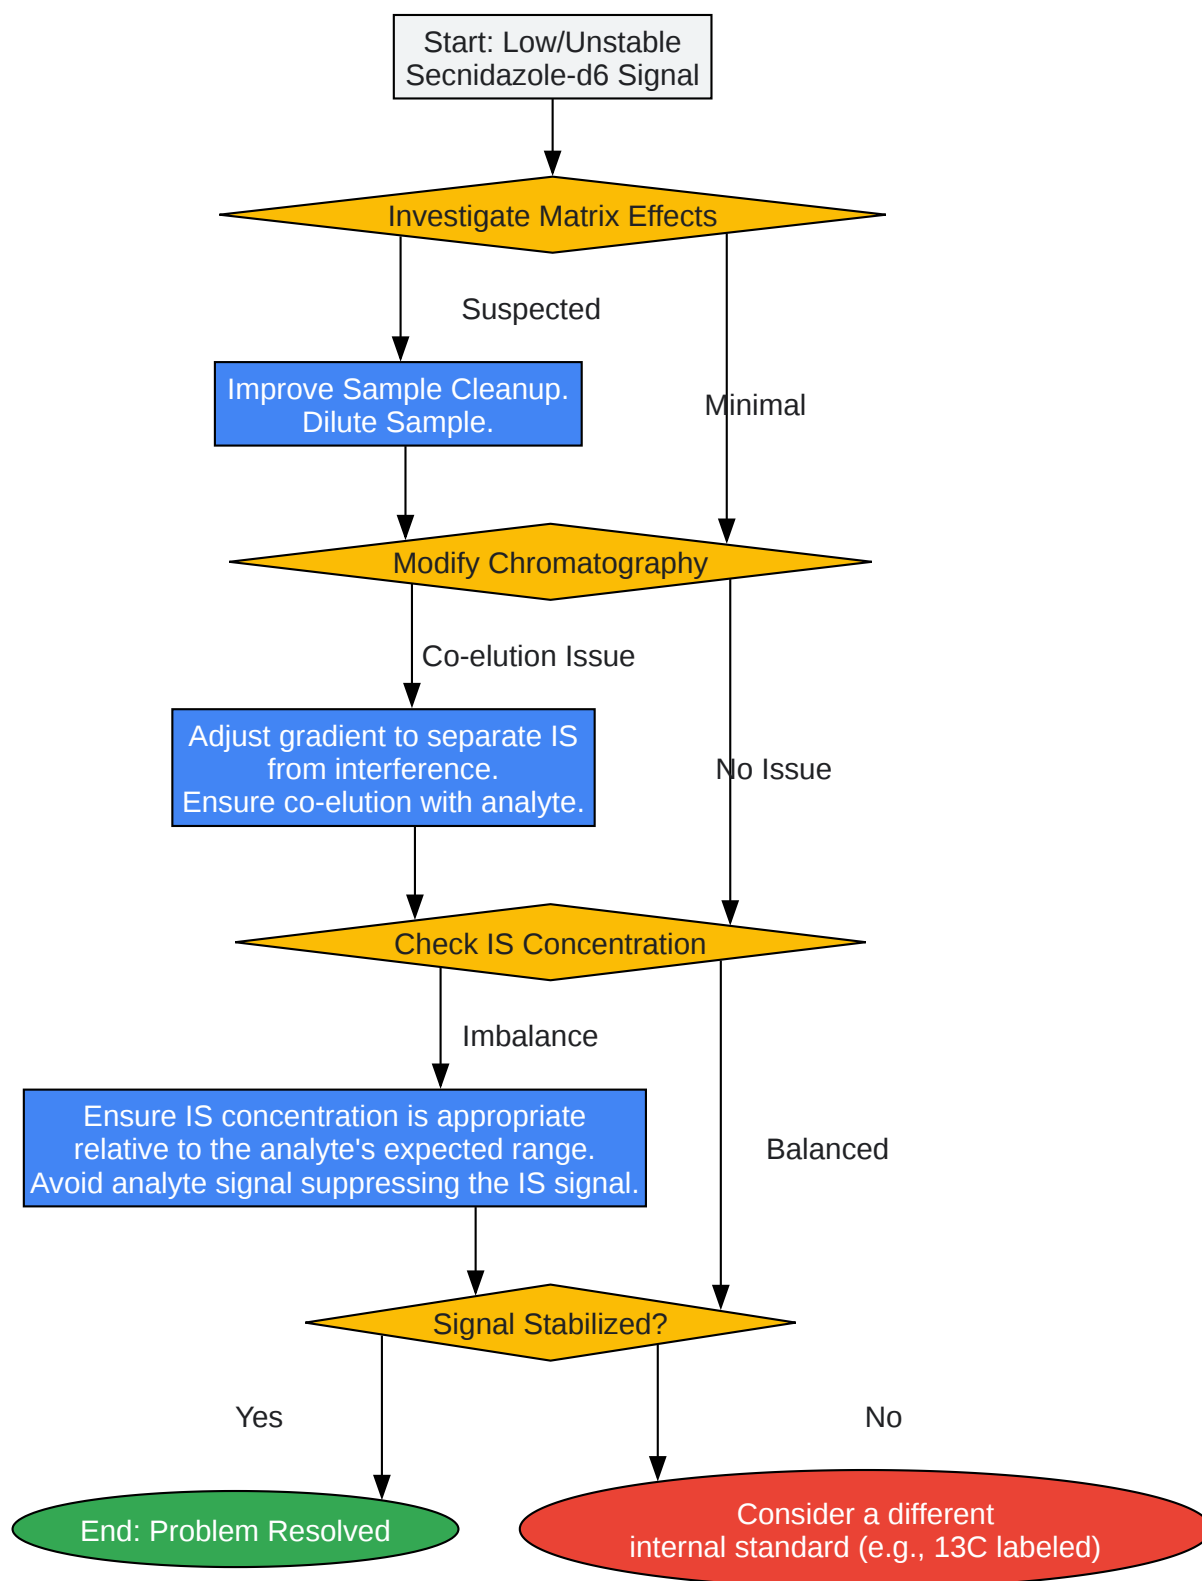 Start: Low/Unstable
Secnidazole-d6 Signal
Investigate Matrix Effects
Suspected
Improve Sample Cleanup.
Dilute Sample.
Minimal
Modify Chromatography
Co-elution Issue
Adjust gradient to separate IS
from interference.
Ensure co-elution with analyte.
No Issue
Check IS Concentration
Imbalance
Ensure IS concentration is appropriate
relative to the analyte's expected range.
Avoid analyte signal suppressing the IS signal.
Balanced
Signal Stabilized?
Yes
No
End: Problem Resolved
Consider a different
internal standard (e.g., 13C labeled)